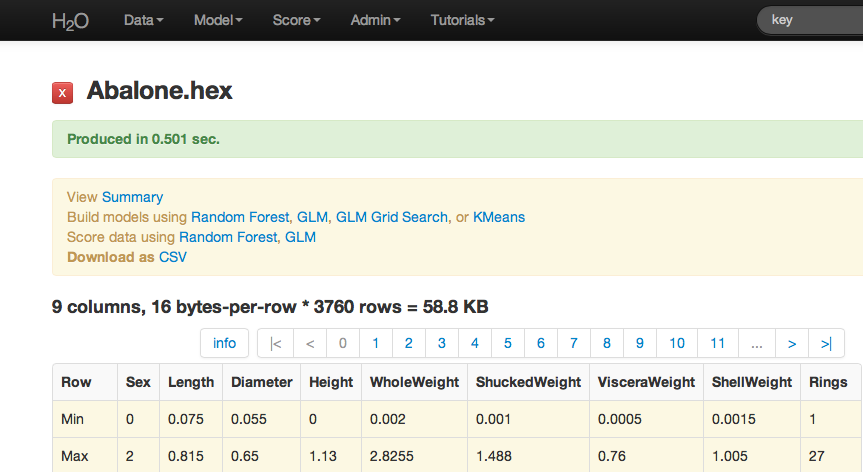 H2O Data Model Score Admin Tutorials key
X Abalone.hex
Produced in 0.501 sec.
View Summary
Build models using Random Forest, GLM, GLM Grid Search, or KMeans
Score data using Random Forest, GLM
Download as CSV
9 columns, 16 bytes-per-row * 3760 rows = 58.8 KB
info |< < 0 1 2 3 4 5 6 7 8 9 10 11 ... > >|
Row Sex Length Diameter Height WholeWeight ShuckedWeight VisceraWeight ShellWeight Rings
Min 0 0.075 0.055 0 0.002 0.001 0.0005 0.0015 1
Max 2 0.815 0.65 1.13 2.8255 1.488 0.76 1.005 27